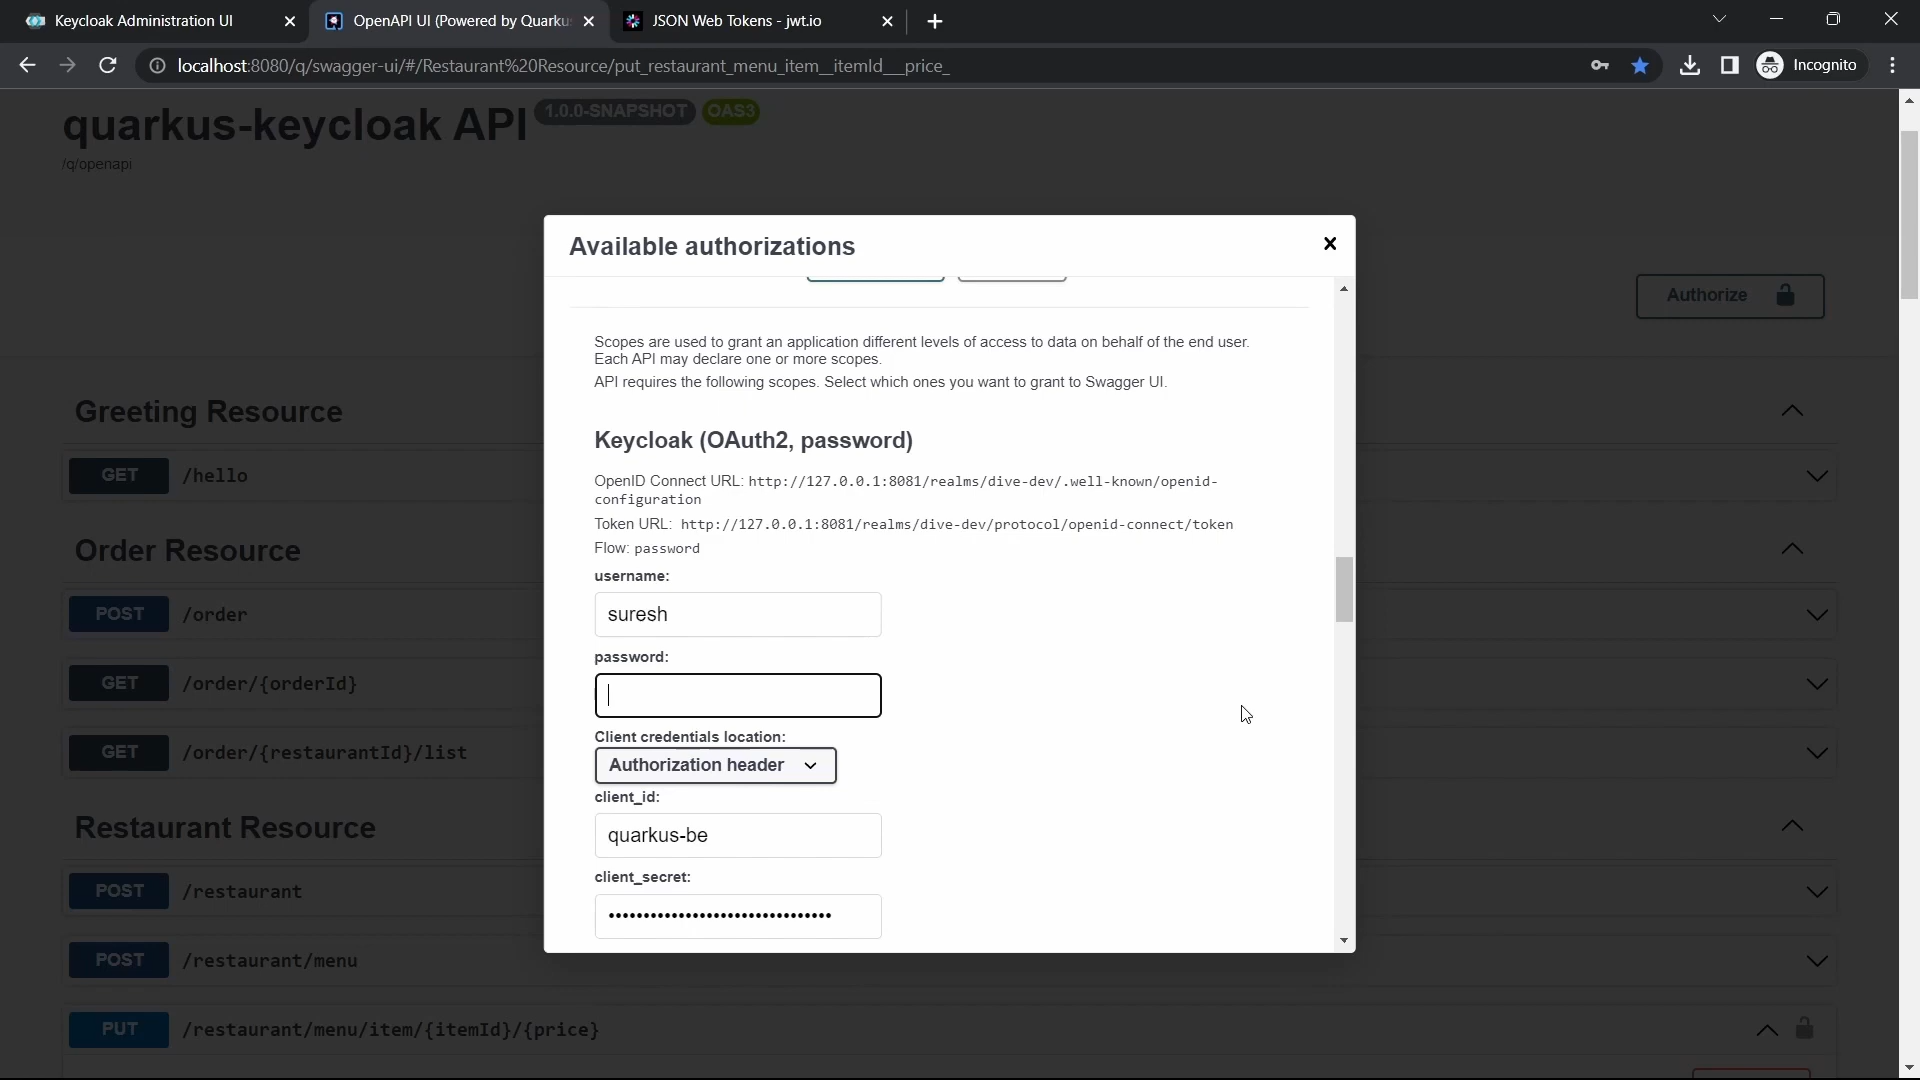 Keycloak Administration UI
OpenAPI UI (Powered by Quarku
JSON Web Tokens - jwt.io
localhost:8080/q/swagger-ui/#/Restaurant%20Resource/put_restaurant_menu_item__itemId___price_
Incognito
quarkus-keycloak API
1.0.0-SNAPSHOT
OAS3
/q/openapi
Available authorizations
Authorize
Scopes are used to grant an application different levels of access to data on behalf of the end user.
Each API may declare one or more scopes.
API requires the following scopes. Select which ones you want to grant to Swagger UI.
Keycloak (OAuth2, password)
OpenID Connect URL: http://127.0.0.1:8081/realms/dive-dev/.well-known/openid-
configuration
Token URL: http://127.0.0.1:8081/realms/dive-dev/protocol/openid-connect/token
Flow: password
username:
suresh
password:
Client credentials location:
Authorization header
client_id:
quarkus-be
client_secret:
••••••••••••••••••••••••••••••••
Greeting Resource
GET /hello
Order Resource
POST /order
GET /order/{orderId}
GET /order/{restaurantId}/list
Restaurant Resource
POST /restaurant
POST /restaurant/menu
PUT /restaurant/menu/item/{itemId}/{price}